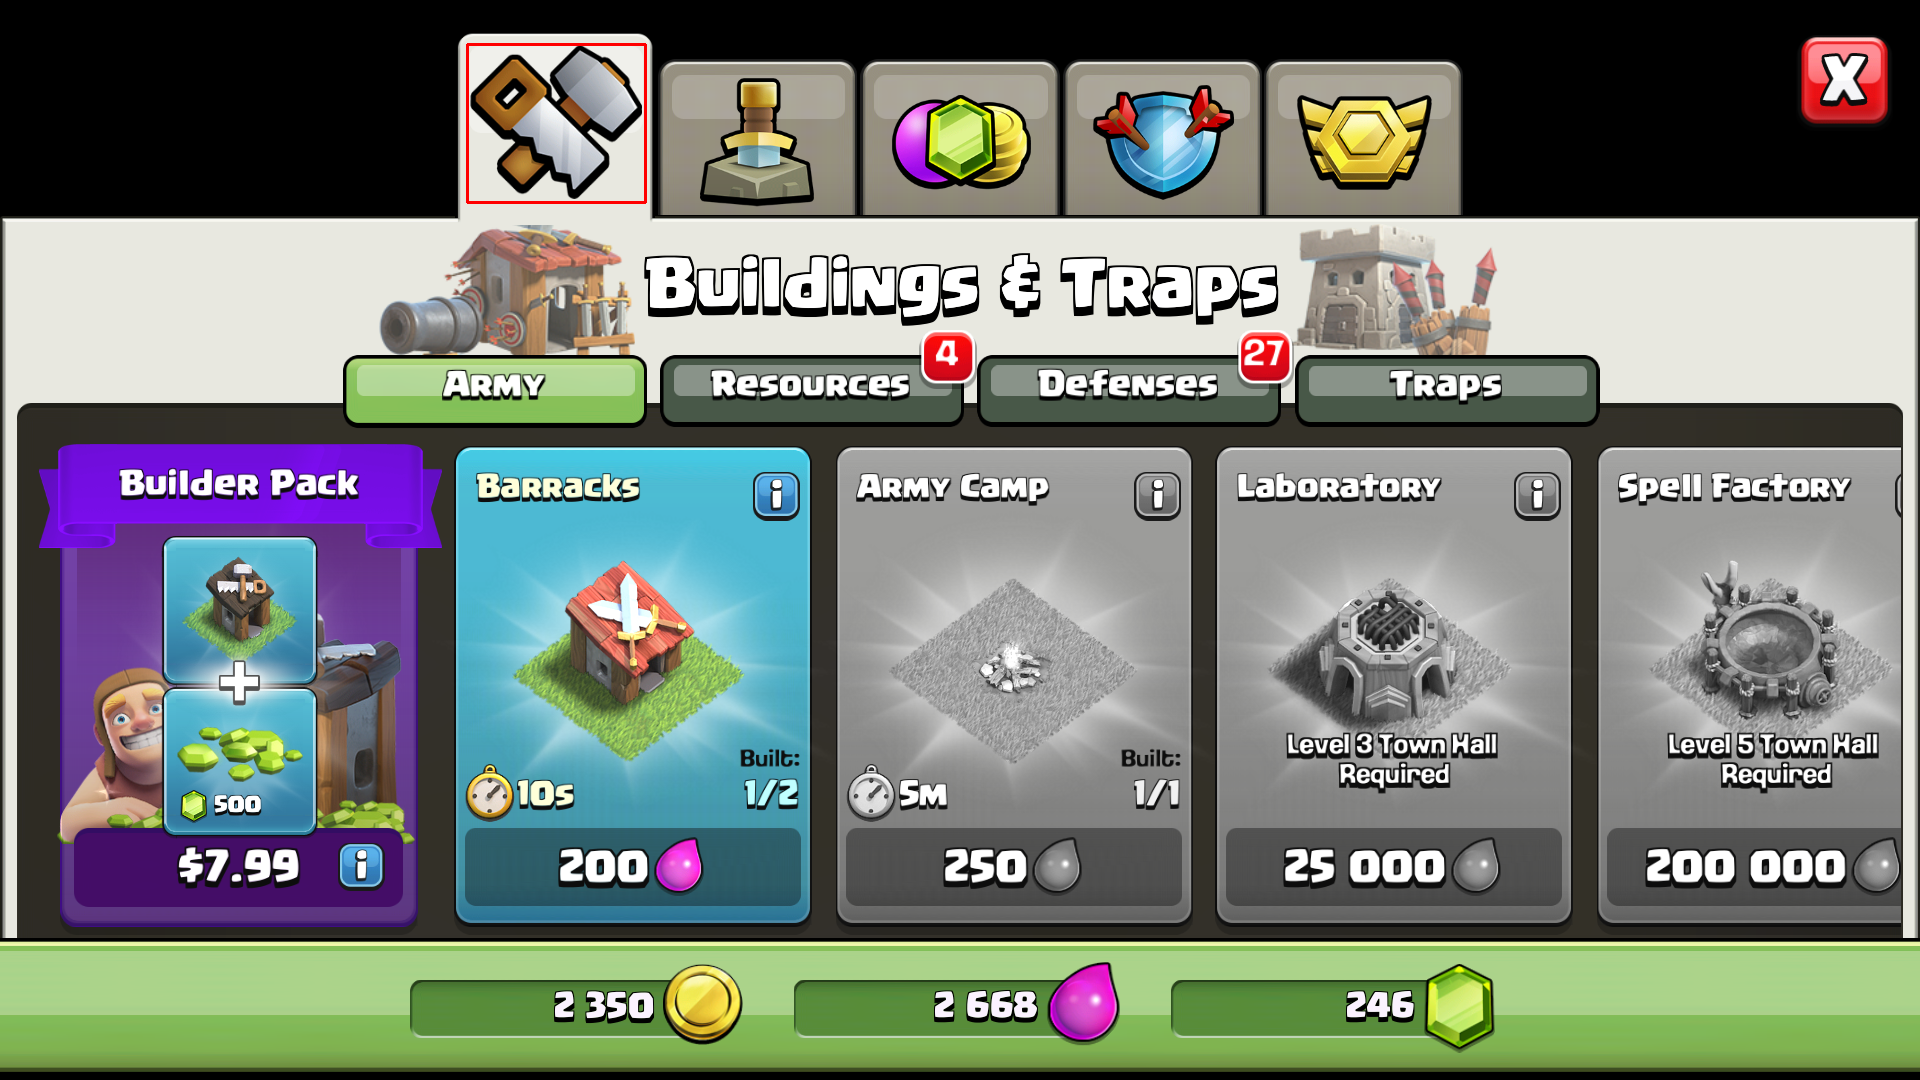 X
Buildings & Traps
4
27
Army
Resources
Defenses
Traps
Builder Pack
500
$7.99
Barracks
10s
Built:
1/2
200
Army Camp
5m
Built:
1/1
250
Laboratory
Level 3 Town Hall
Required
25 000
Spell Factory
Level 5 Town Hall
Required
200 000
2 350
2 668
246